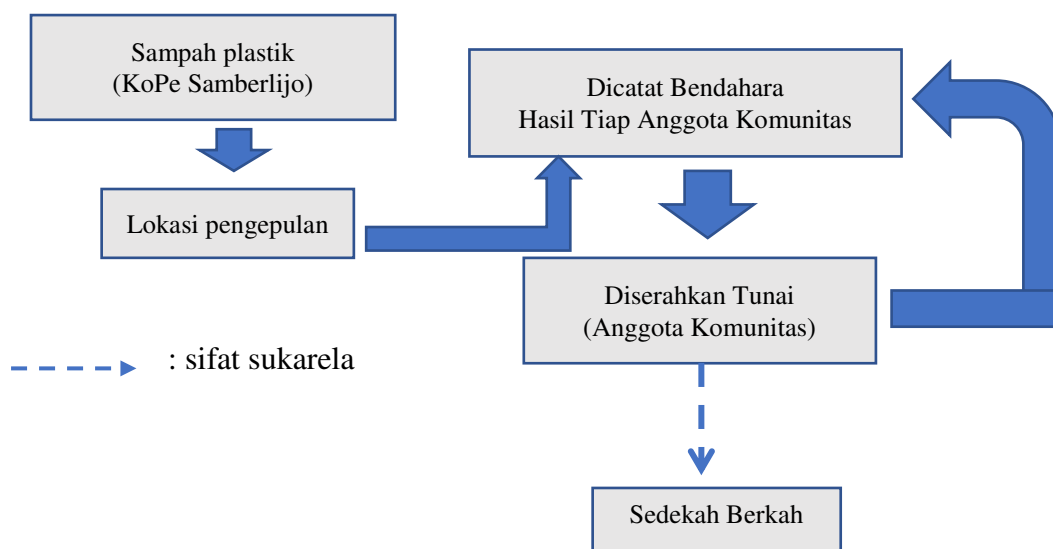 Sampah plastik
(KoPe Samberlijo)
Lokasi pengepulan
Dicatat Bendahara
Hasil Tiap Anggota Komunitas
Diserahkan Tunai
(Anggota Komunitas)
: sifat sukarela
Sedekah Berkah